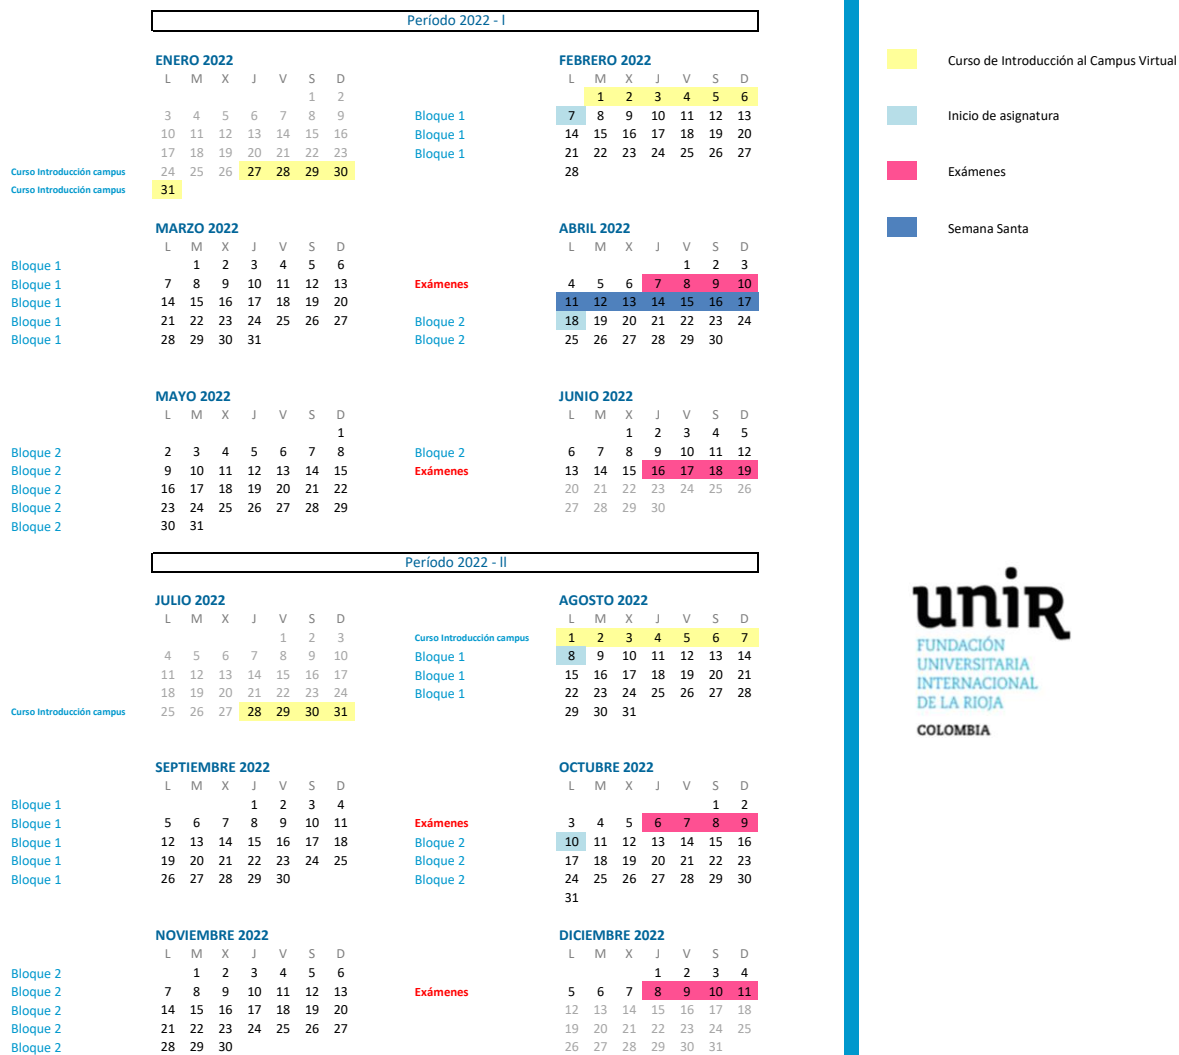 Período 2022 - I
ENERO 2022
L M X J V S D
1 2
3 4 5 6 7 8 9
10 11 12 13 14 15 16
17 18 19 20 21 22 23
Curso Introducción campus 24 25 26 27 28 29 30
Curso Introducción campus 31
FEBRERO 2022
L M X J V S D
1 2 3 4 5 6
Bloque 1 7 8 9 10 11 12 13
Bloque 1 14 15 16 17 18 19 20
Bloque 1 21 22 23 24 25 26 27
28
MARZO 2022
L M X J V S D
Bloque 1 1 2 3 4 5 6
Bloque 1 7 8 9 10 11 12 13
Bloque 1 14 15 16 17 18 19 20
Bloque 1 21 22 23 24 25 26 27
Bloque 1 28 29 30 31
ABRIL 2022
L M X J V S D
1 2 3
Exámenes 4 5 6 7 8 9 10
11 12 13 14 15 16 17
Bloque 2 18 19 20 21 22 23 24
Bloque 2 25 26 27 28 29 30
MAYO 2022
L M X J V S D
1
Bloque 2 2 3 4 5 6 7 8
Bloque 2 9 10 11 12 13 14 15
Bloque 2 16 17 18 19 20 21 22
Bloque 2 23 24 25 26 27 28 29
Bloque 2 30 31
JUNIO 2022
L M X J V S D
1 2 3 4 5
Bloque 2 6 7 8 9 10 11 12
Exámenes 13 14 15 16 17 18 19
20 21 22 23 24 25 26
27 28 29 30
Período 2022 - II
JULIO 2022
L M X J V S D
1 2 3
4 5 6 7 8 9 10
11 12 13 14 15 16 17
18 19 20 21 22 23 24
Curso Introducción campus 25 26 27 28 29 30 31
AGOSTO 2022
L M X J V S D
Curso Introducción campus 1 2 3 4 5 6 7
Bloque 1 8 9 10 11 12 13 14
Bloque 1 15 16 17 18 19 20 21
Bloque 1 22 23 24 25 26 27 28
29 30 31
SEPTIEMBRE 2022
L M X J V S D
Bloque 1 1 2 3 4
Bloque 1 5 6 7 8 9 10 11
Bloque 1 12 13 14 15 16 17 18
Bloque 1 19 20 21 22 23 24 25
Bloque 1 26 27 28 29 30
OCTUBRE 2022
L M X J V S D
1 2
Exámenes 3 4 5 6 7 8 9
Bloque 2 10 11 12 13 14 15 16
Bloque 2 17 18 19 20 21 22 23
Bloque 2 24 25 26 27 28 29 30
31
NOVIEMBRE 2022
L M X J V S D
Bloque 2 1 2 3 4 5 6
Bloque 2 7 8 9 10 11 12 13
Bloque 2 14 15 16 17 18 19 20
Bloque 2 21 22 23 24 25 26 27
Bloque 2 28 29 30
DICIEMBRE 2022
L M X J V S D
1 2 3 4
Exámenes 5 6 7 8 9 10 11
12 13 14 15 16 17 18
19 20 21 22 23 24 25
26 27 28 29 30 31
Curso de Introducción al Campus Virtual
Inicio de asignatura
Exámenes
Semana Santa
uniR
FUNDACIÓN
UNIVERSITARIA
INTERNACIONAL
DE LA RIOJA
COLOMBIA